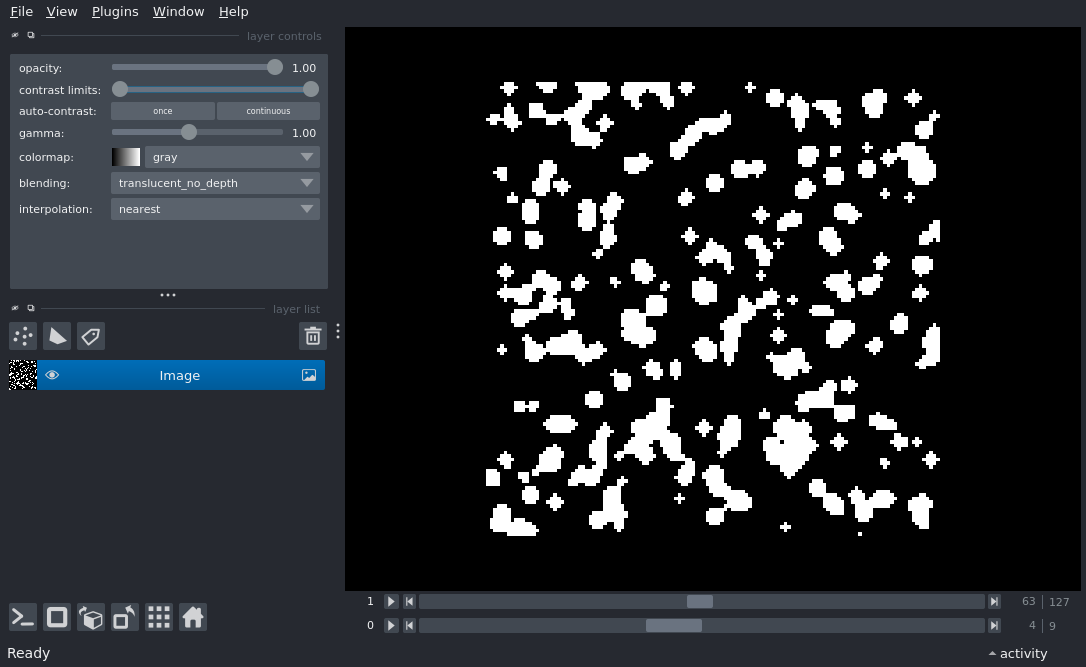 File View Plugins Window Help
layer controls
opacity: 1.00
contrast limits:
auto-contrast: once continuous
gamma: 1.00
colormap: gray
blending: translucent_no_depth
interpolation: nearest
layer list
Image
1 63 127
0 4 9
Ready activity